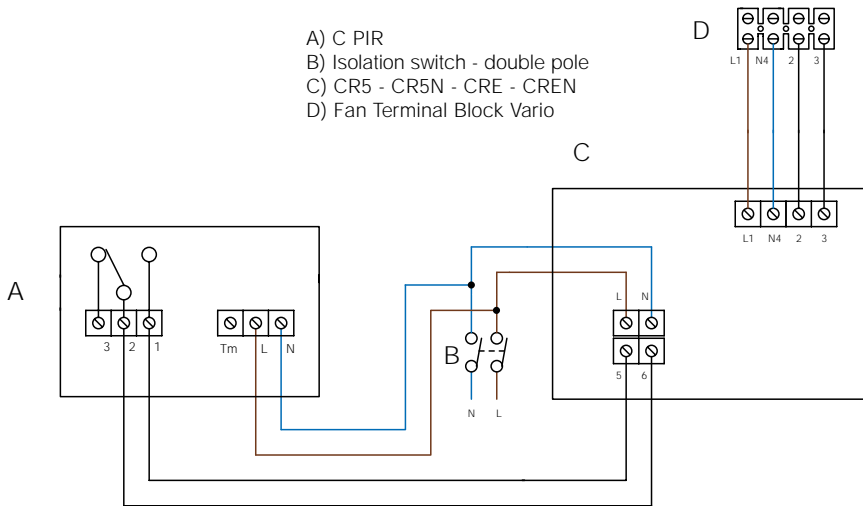 A) C PIR
B) Isolation switch - double pole
C) CR5 - CR5N - CRE - CREN
D) Fan Terminal Block Vario
D
L1 N4 2 3
C
L1 N4 2 3
A
3 2 1
Tm L N
L N
B
5 6
N L